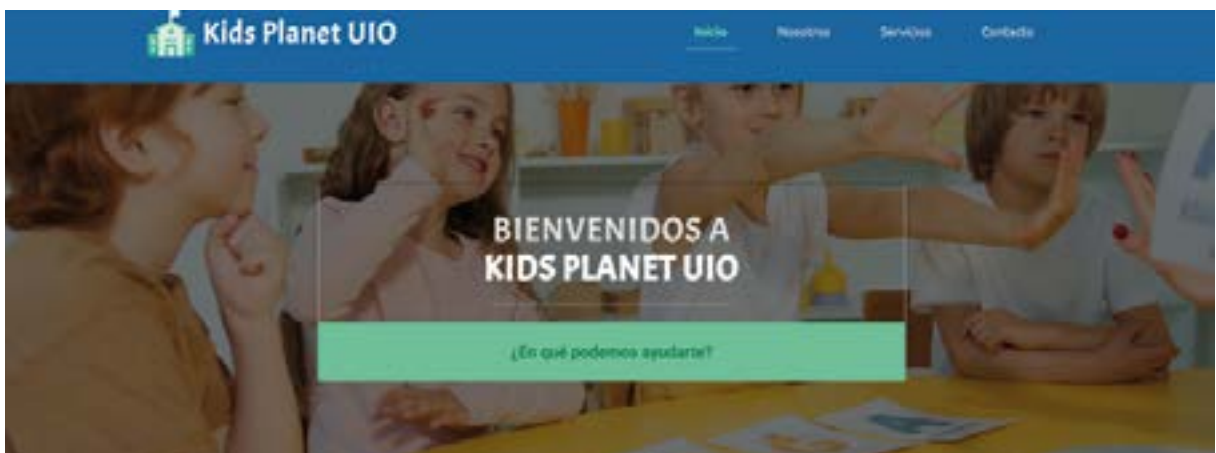 Kids Planet UIO
Inicio Nosotros Servicios Contacto
BIENVENIDOS A
KIDS PLANET UIO
¿En qué podemos ayudarte?